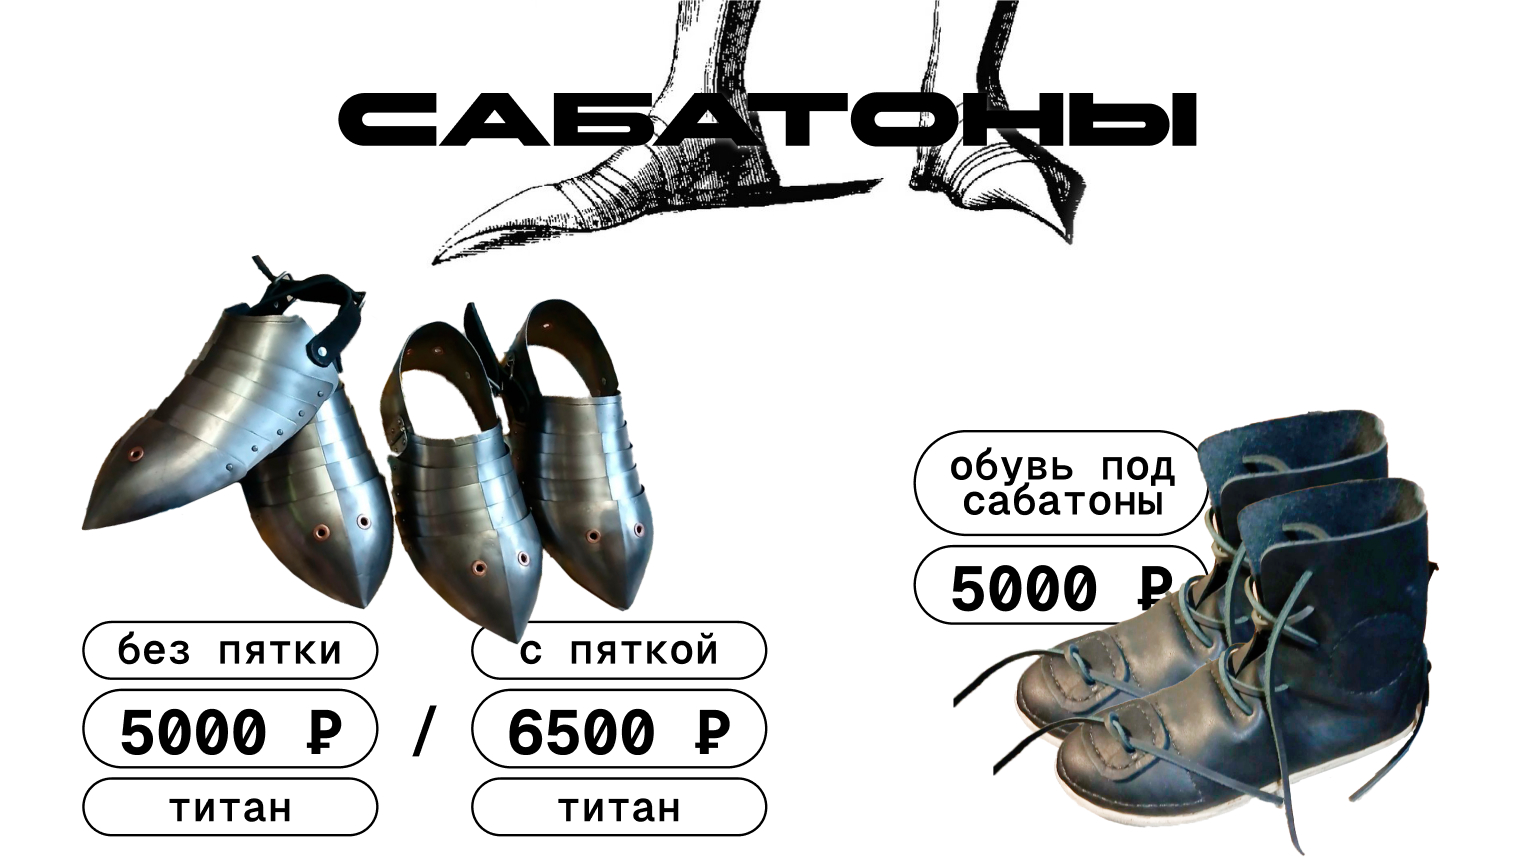 САБАТОНЫ
без пятки
5000 ₽
титан
/
с пяткой
6500 ₽
титан
обувь под
сабатоны
5000 ₽